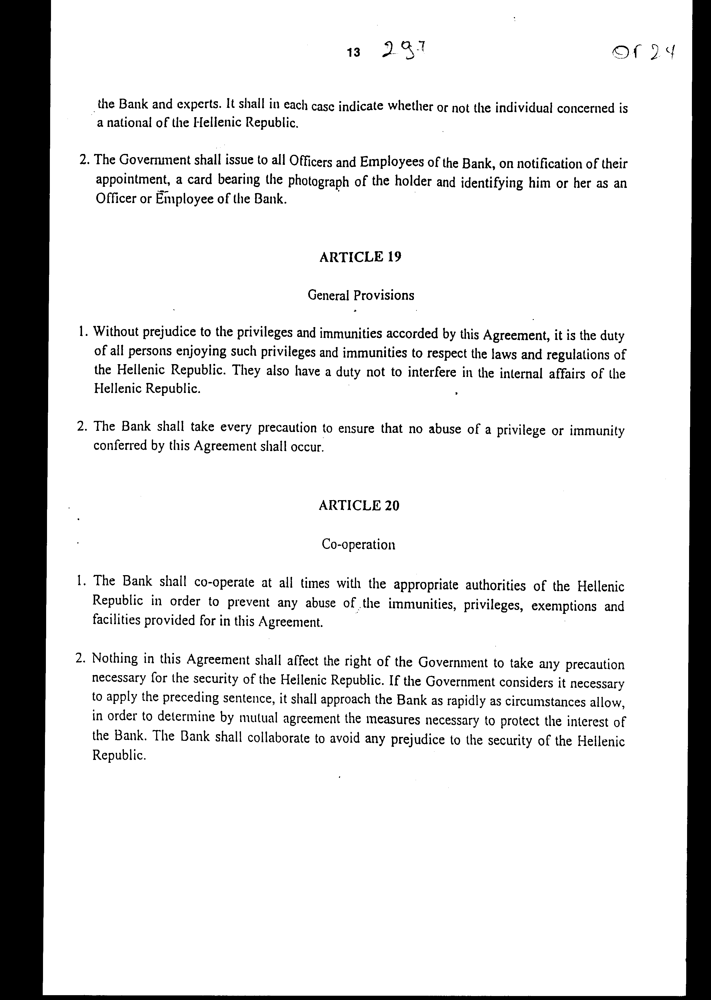 13 297 Or 24
the Bank and experts. It shall in each case indicate whether or not the individual concerned is
a national of the Hellenic Republic.
2. The Government shall issue to all Officers and Employees of the Bank, on notification of their
appointment, a card bearing the photograph of the holder and identifying him or her as an
Officer or Employee of the Bank.
ARTICLE 19
General Provisions
1. Without prejudice to the privileges and immunities accorded by this Agreement, it is the duty
of all persons enjoying such privileges and immunities to respect the laws and regulations of
the Hellenic Republic. They also have a duty not to interfere in the internal affairs of the
Hellenic Republic.
2. The Bank shall take every precaution to ensure that no abuse of a privilege or immunity
conferred by this Agreement shall occur.
ARTICLE 20
Co-operation
1. The Bank shall co-operate at all times with the appropriate authorities of the Hellenic
Republic in order to prevent any abuse of the immunities, privileges, exemptions and
facilities provided for in this Agreement.
2. Nothing in this Agreement shall affect the right of the Government to take any precaution
necessary for the security of the Hellenic Republic. If the Government considers it necessary
to apply the preceding sentence, it shall approach the Bank as rapidly as circumstances allow,
in order to determine by mutual agreement the measures necessary to protect the interest of
the Bank. The Bank shall collaborate to avoid any prejudice to the security of the Hellenic
Republic.